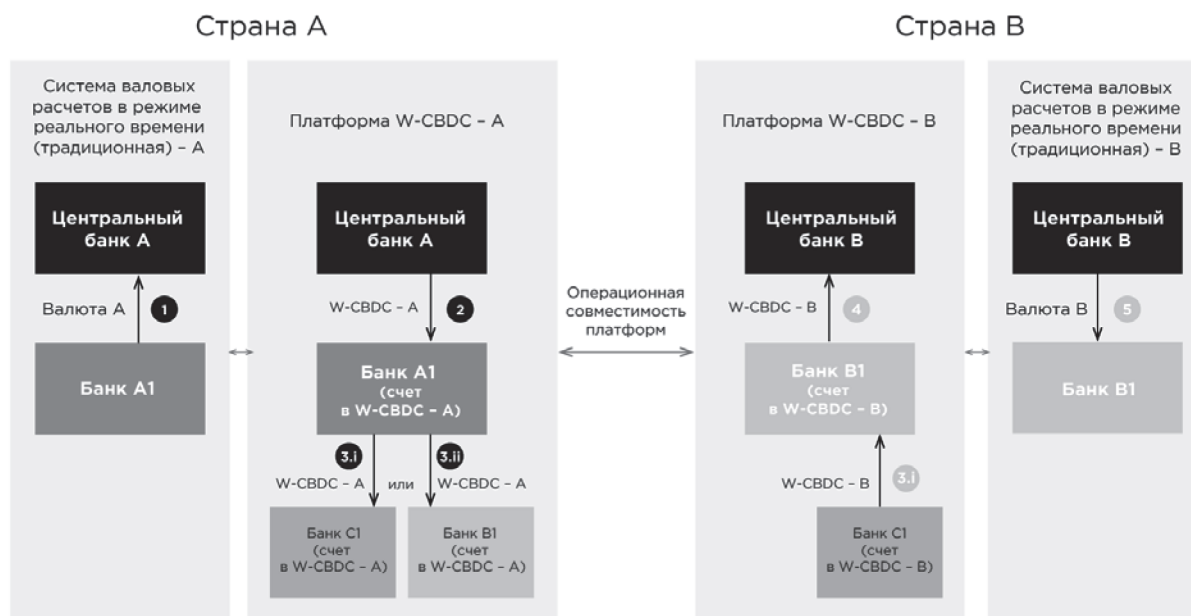 Страна А
Страна В
Система валовых
расчетов в режиме
реального времени
(традиционная) – А
Центральный
банк А
Валюта А
1
Банк А1
Платформа W-CBDC – А
Центральный
банк А
W-CBDC – А
2
Банк А1
(счет
в W-CBDC – А)
3.i
3.ii
W-CBDC – А
или
W-CBDC – А
Банк С1
(счет
в W-CBDC – А)
Банк В1
(счет
в W-CBDC – А)
Операционная
совместимость
платформ
Платформа W-CBDC – В
Центральный
банк В
W-CBDC – В
4
Банк В1
(счет
в W-CBDC – В)
W-CBDC – В
3.i
Банк С1
(счет
в W-CBDC – В)
Система валовых
расчетов в режиме
реального времени
(традиционная) – В
Центральный
банк В
Валюта В
5
Банк В1